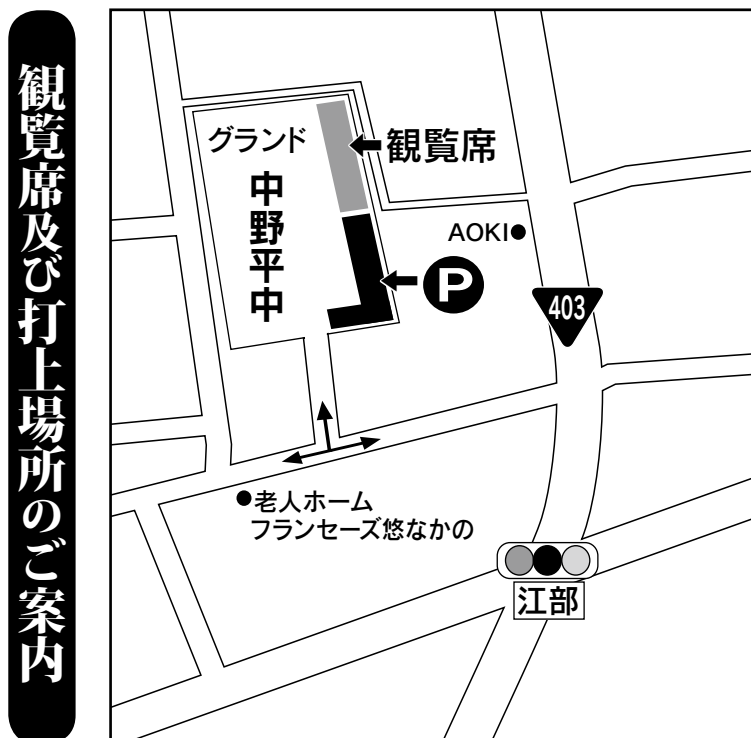 観覧席及び打上場所のご案内
グランド
観覧席
中野平中
AOKI
P
403
老人ホーム
フランセーズ悠なかの
江部